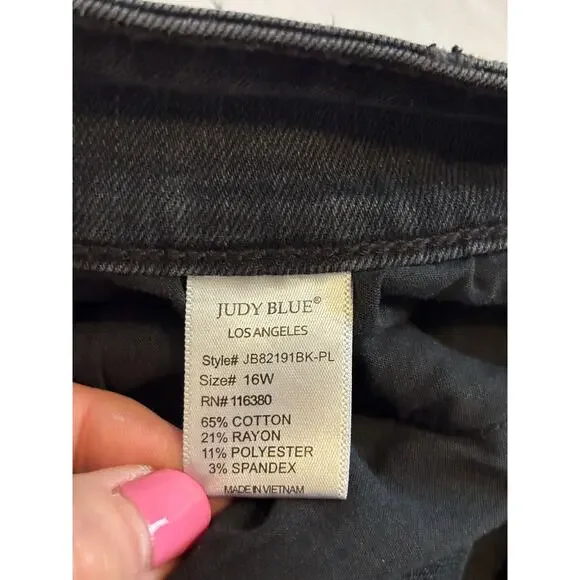 JUDY BLUE®
LOS ANGELES
Style# JB82191BK-PL
Size# 16W
RN# 116380
65% COTTON
21% RAYON
11% POLYESTER
3% SPANDEX
MADE IN VIETNAM